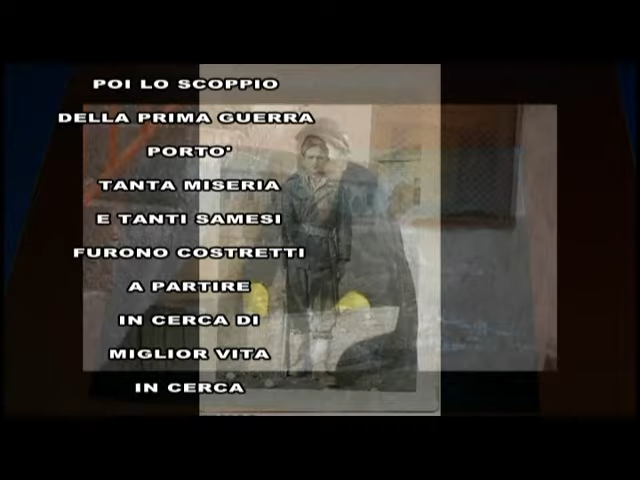 POI LO SCOPPIO
DELLA PRIMA GUERRA
PORTO'
TANTA MISERIA
E TANTI SAMESI
FURONO COSTRETTI
A PARTIRE
IN CERCA DI
MIGLIOR VITA
IN CERCA